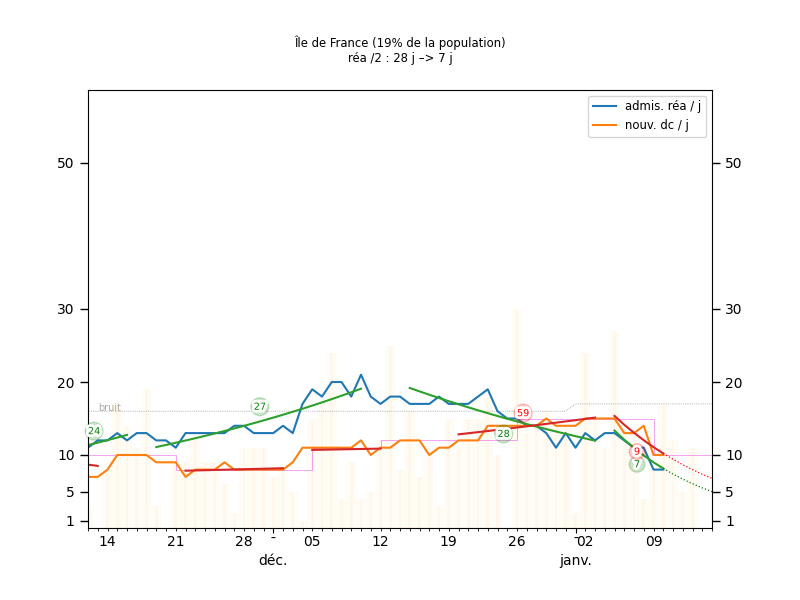 Île de France (19% de la population)
réa /2 : 28 j –> 7 j
admis. réa / j
nouv. dc / j
50 50
30 30
20 20
bruit
27
59
24
28
10 10
9
7
5 5
1 1
14 21 28 05 12 19 26 02 09
déc. janv.